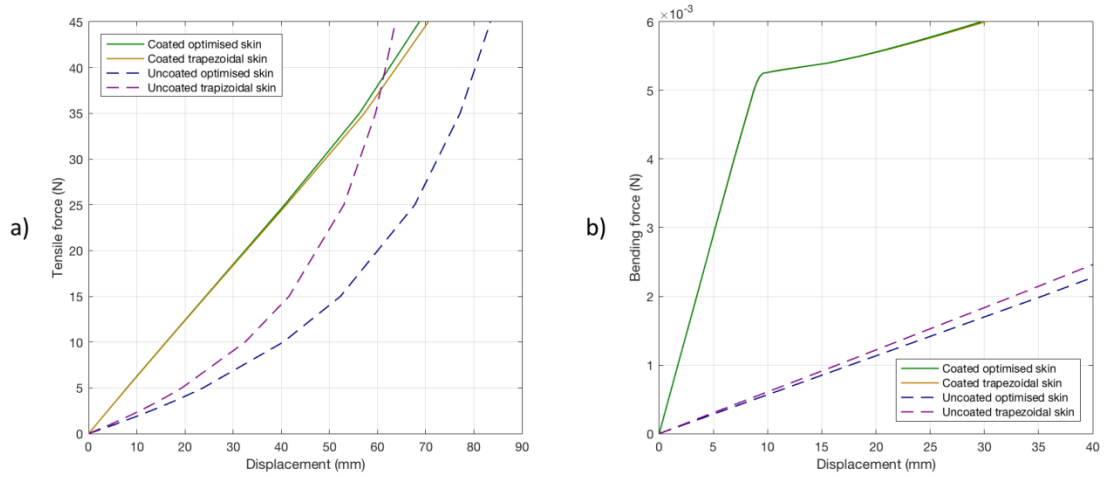 a)
Tensile force (N)
45
40
35
30
25
20
15
10
5
0
Coated optimised skin
Coated trapezoidal skin
Uncoated optimised skin
Uncoated trapizoidal skin
0 10 20 30 40 50 60 70 80 90
Displacement (mm)
b)
Bending force (N)
×10⁻³
6
5
4
3
2
1
0
Coated optimised skin
Coated trapezoidal skin
Uncoated optimised skin
Uncoated trapezoidal skin
0 5 10 15 20 25 30 35 40
Displacement (mm)